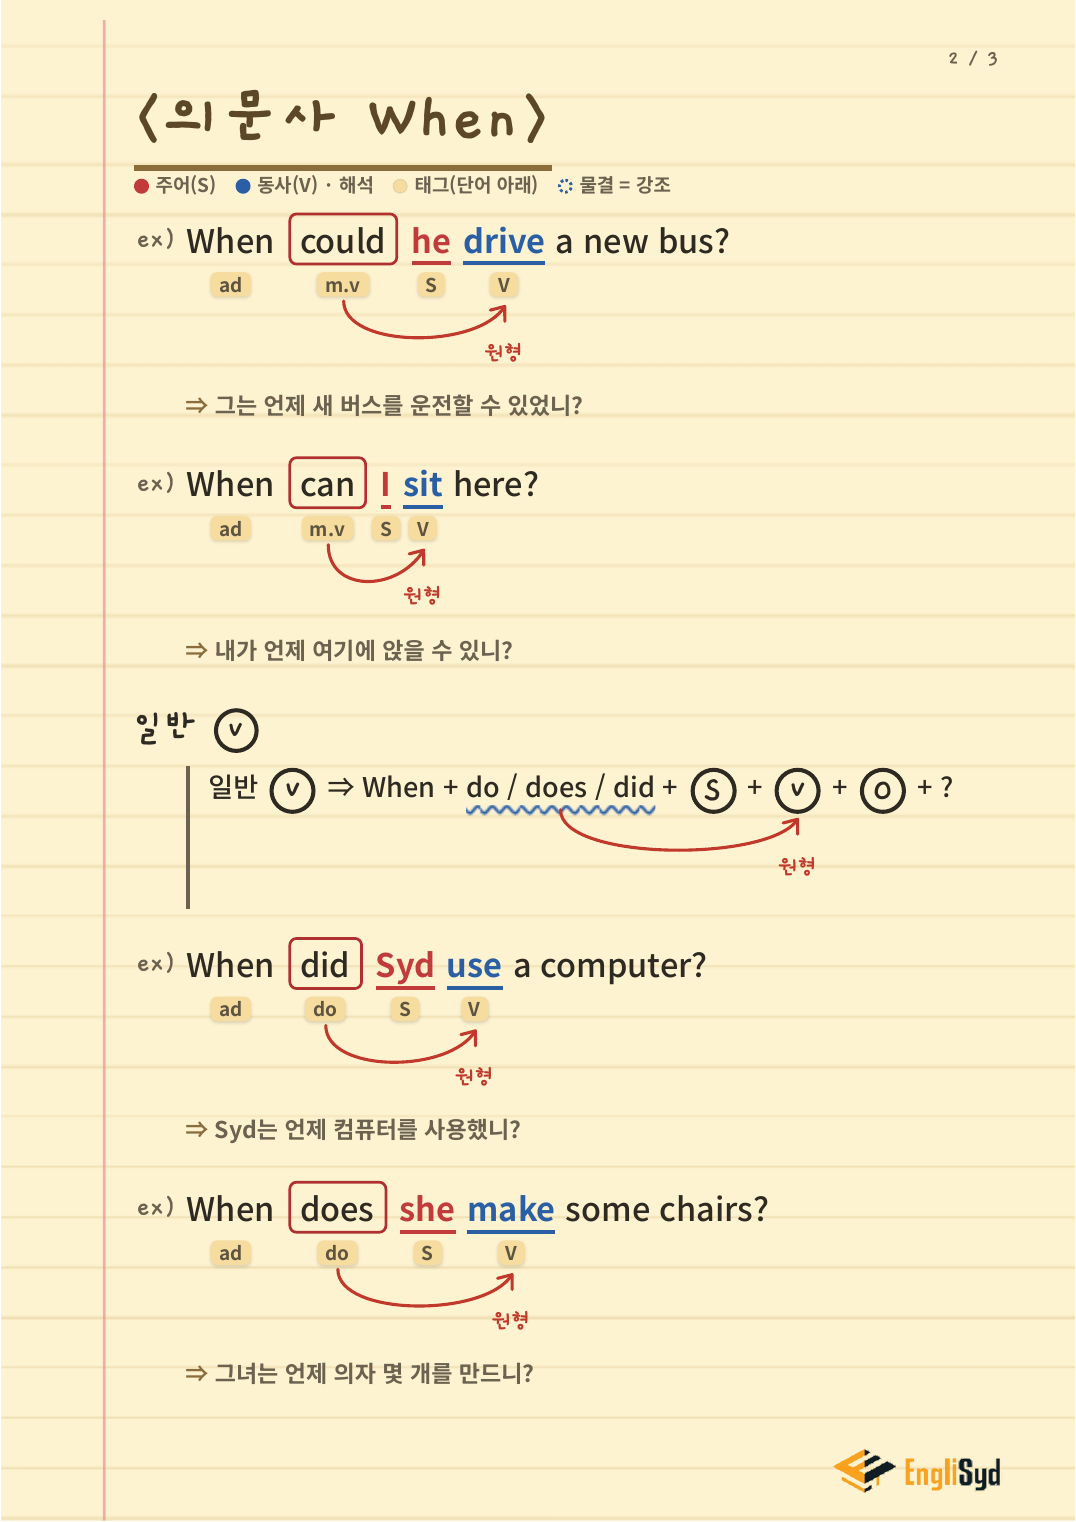 2 / 3
<의문사 When>
주어(S) 동사(V) · 해석 태그(단어 아래) 물결 = 강조
ex) When could he drive a new bus?
ad m.v S V
원형
⇒ 그는 언제 새 버스를 운전할 수 있었니?
ex) When can I sit here?
ad m.v S V
원형
⇒ 내가 언제 여기에 앉을 수 있니?
일반 v
일반 v ⇒ When + do / does / did + S + v + O + ?
원형
ex) When did Syd use a computer?
ad do S V
원형
⇒ Syd는 언제 컴퓨터를 사용했니?
ex) When does she make some chairs?
ad do S V
원형
⇒ 그녀는 언제 의자 몇 개를 만드니?
EngliSyd